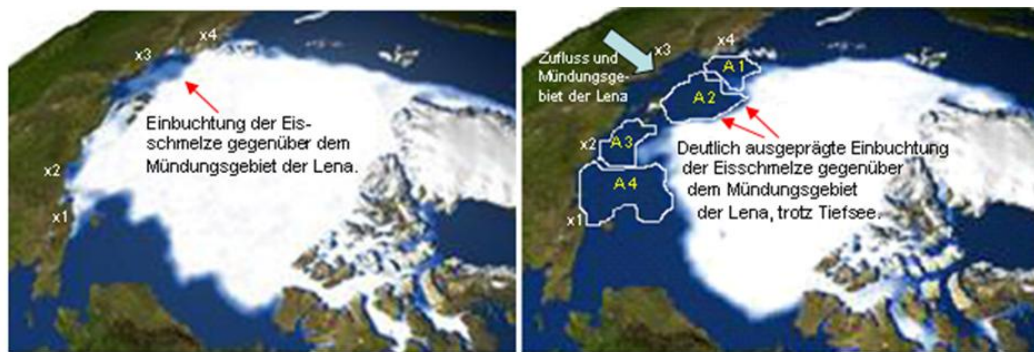 x4
x3
Einbuchtung der Eis-
schmelze gegenüber dem
Mündungsgebiet der Lena.
x2
x1
Zufluss und
Mündungsge-
biet der Lena
x3
x4
A 1
A 2
x2
A 3
Deutlich ausgeprägte Einbuchtung
der Eisschmelze gegenüber
dem Mündungsgebiet
der Lena, trotz Tiefsee.
A 4
x1